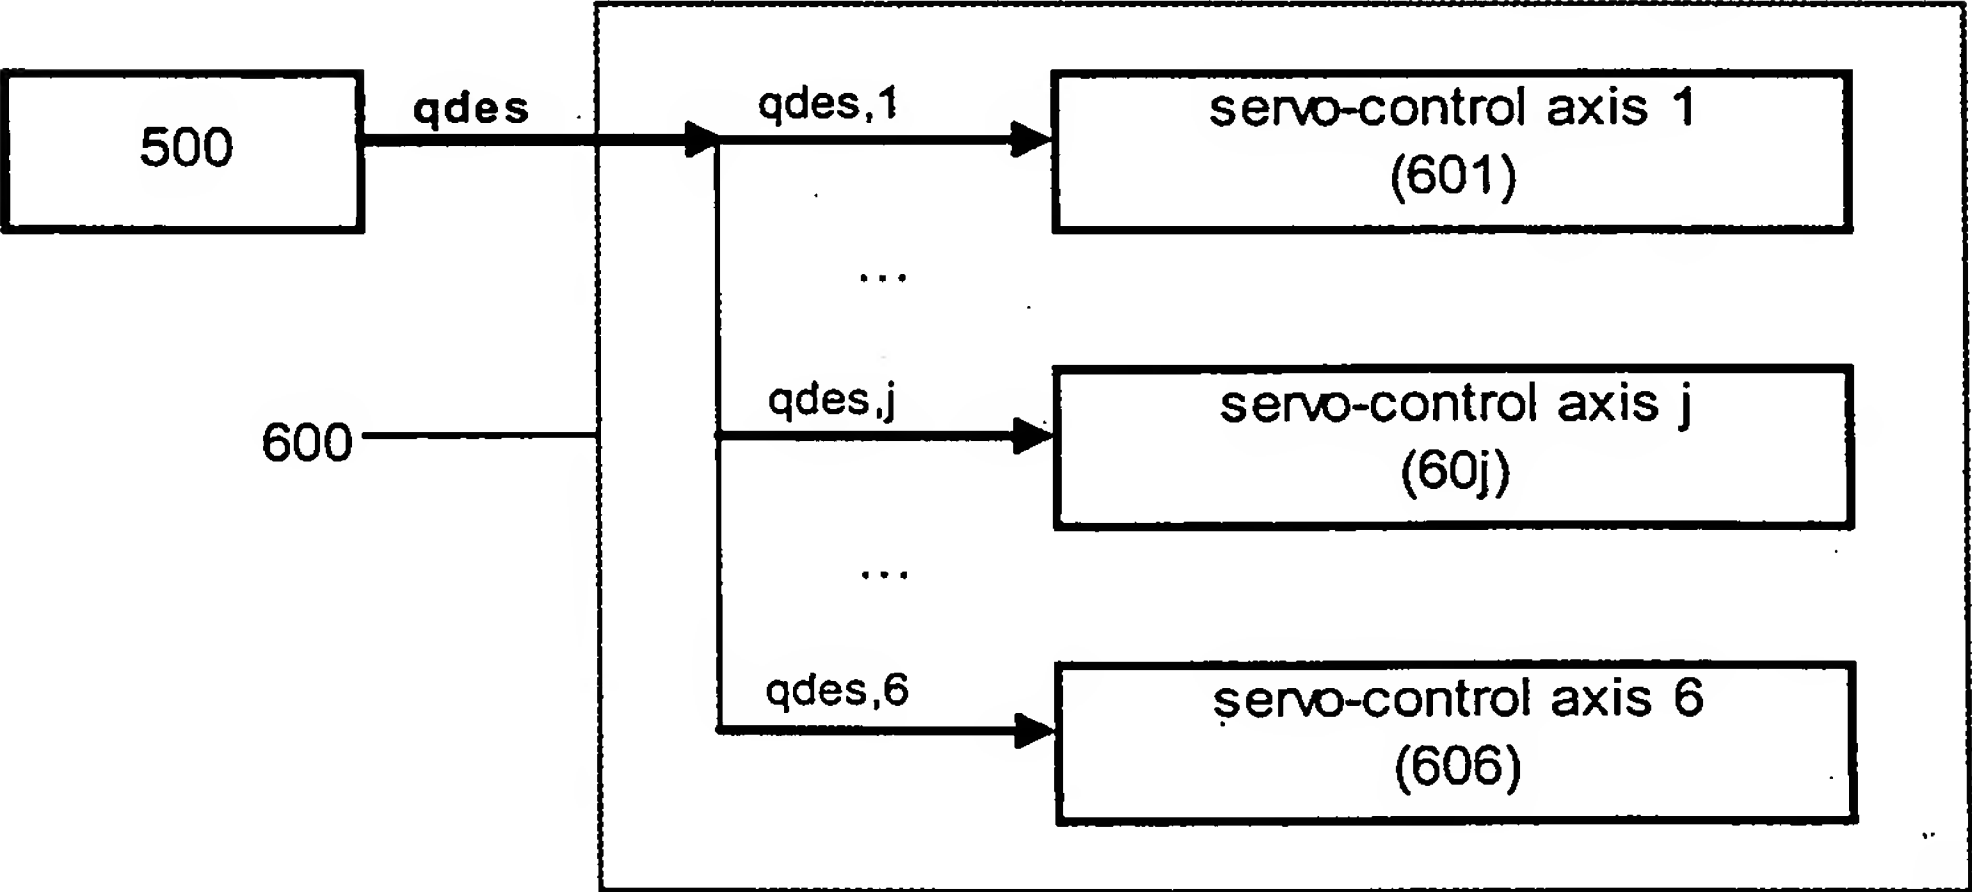 500
qdes
qdes,1
servo-control axis 1
(601)
...
qdes,j
servo-control axis j
(60j)
600
...
qdes,6
servo-control axis 6
(606)